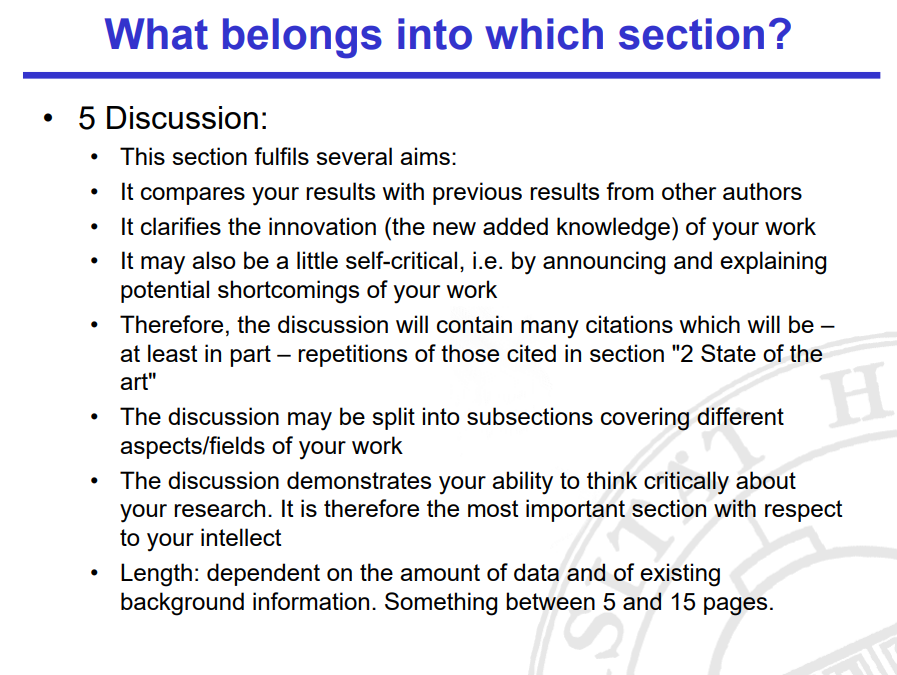 What belongs into which section?
• 5 Discussion:
• This section fulfils several aims:
• It compares your results with previous results from other authors
• It clarifies the innovation (the new added knowledge) of your work
• It may also be a little self-critical, i.e. by announcing and explaining
potential shortcomings of your work
• Therefore, the discussion will contain many citations which will be –
at least in part – repetitions of those cited in section "2 State of the
art"
• The discussion may be split into subsections covering different
aspects/fields of your work
• The discussion demonstrates your ability to think critically about
your research. It is therefore the most important section with respect
to your intellect
• Length: dependent on the amount of data and of existing
background information. Something between 5 and 15 pages.